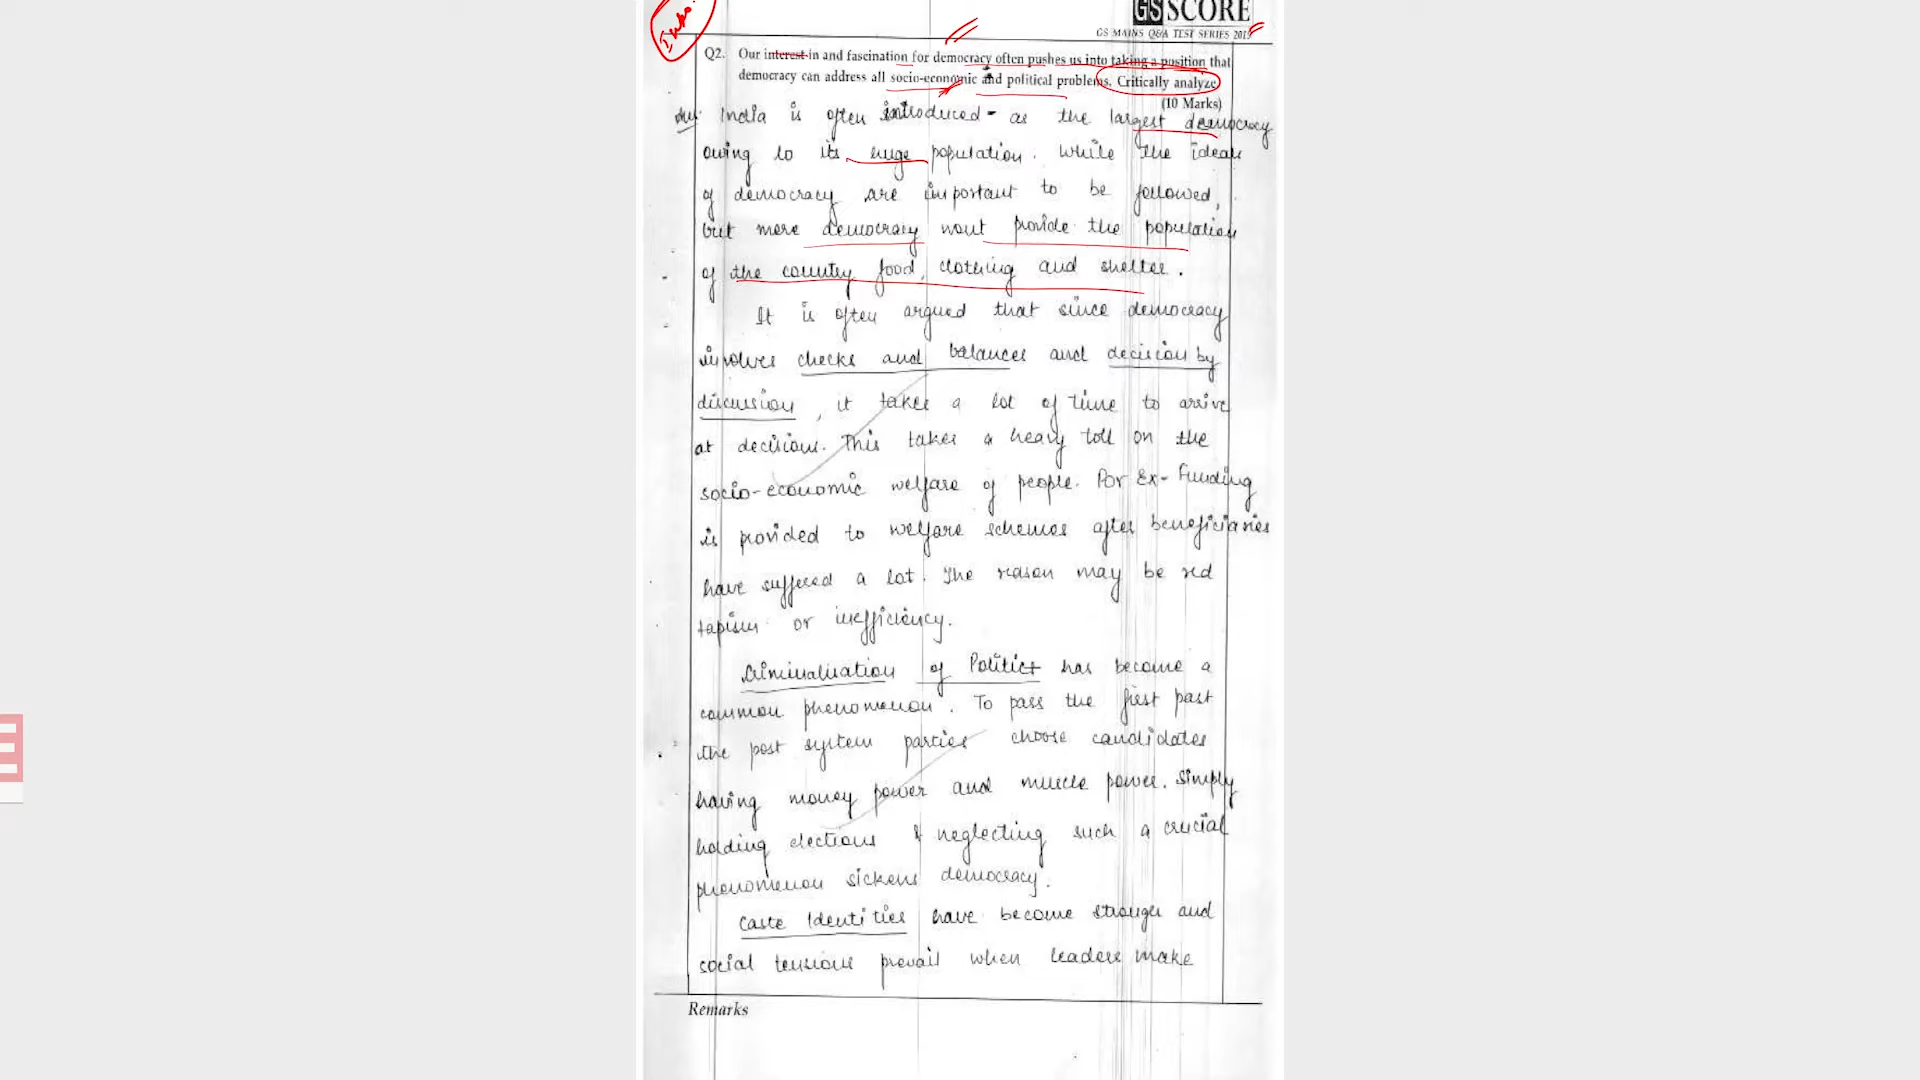 Intro.
GS SCORE
GS MAINS Q&A TEST SERIES 2019
Q2. Our interest in and fascination for democracy often pushes us into taking a position that
democracy can address all socio-economic and political problems. Critically analyze.
(10 Marks)
Ans India is often introduced as the largest democracy
owing to its huge population. While the ideals
of democracy are important to be followed,
but mere democracy wont provide the population
of the country food, clothing and shelter.
It is often argued that since democracy
involves checks and balances and decision by
discussion, it takes a lot of time to arrive
at decisions. This takes a heavy toll on the
socio-economic welfare of people. For Ex- Funding
is provided to welfare schemes after beneficiaries
have suffered a lot. The reason may be red
tapism or inefficiency.
Criminalisation of Politics has become a
common phenomenon. To pass the first past
the post system parties choose candidates
having money power and muscle power. Simply
holding elections & neglecting such a crucial
phenomenon sickens democracy.
Caste Identities have become stronger and
social tensions prevail when leaders make
Remarks